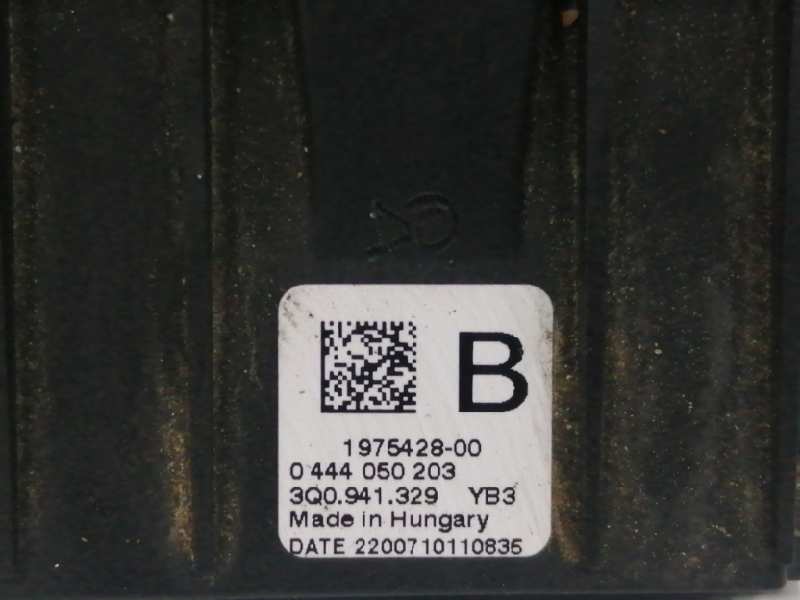 B
1975428-00
0 444 050 203
3Q0.941.329 YB3
Made in Hungary
DATE 2200710110835